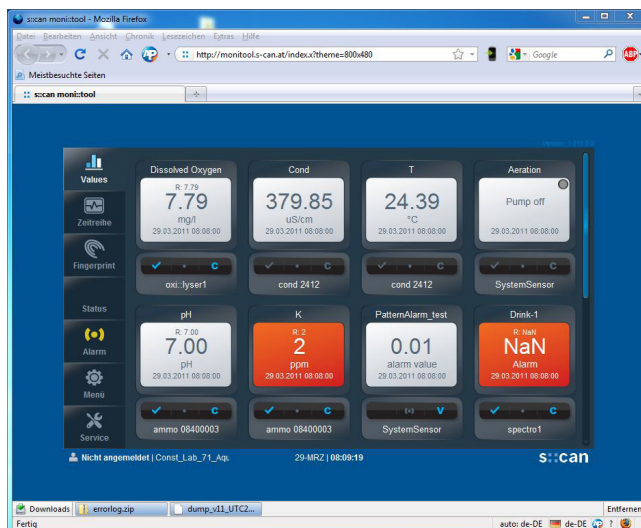 s::can moni::tool - Mozilla Firefox
Datei Bearbeiten Ansicht Chronik Lesezeichen Extras Hilfe
http://monitool.s-can.at/index.x?theme=800x480
Google
ABP
Meistbesuchte Seiten
s::can moni::tool
Values
Zeitreihe
Fingerprint
Status
Alarm
Menü
Service
Dissolved Oxygen
Cond
T
Aeration
R: 7.79
7.79
mg/l
29.03.2011 08:08:00
379.85
uS/cm
29.03.2011 08:08:00
24.39
°C
29.03.2011 08:08:00
Pump off
29.03.2011 08:08:00
C
C
C
C
oxi::lyser1
cond 2412
cond 2412
SystemSensor
pH
K
PatternAlarm_test
Drink-1
R: 7.00
7.00
pH
29.03.2011 08:08:00
R: 2
2
ppm
29.03.2011 08:08:00
0.01
alarm value
29.03.2011 08:08:00
R: NaN
NaN
Alarm
29.03.2011 08:08:00
C
C
V
C
ammo 08400003
ammo 08400003
SystemSensor
spectro1
Nicht angemeldet | Const_Lab_71_Aqu
29-MRZ | 08:09:19
s::can
Downloads
errorlog.zip
dump_v11_UTC2...
Entfernen
Fertig
auto: de-DE
de-DE
?